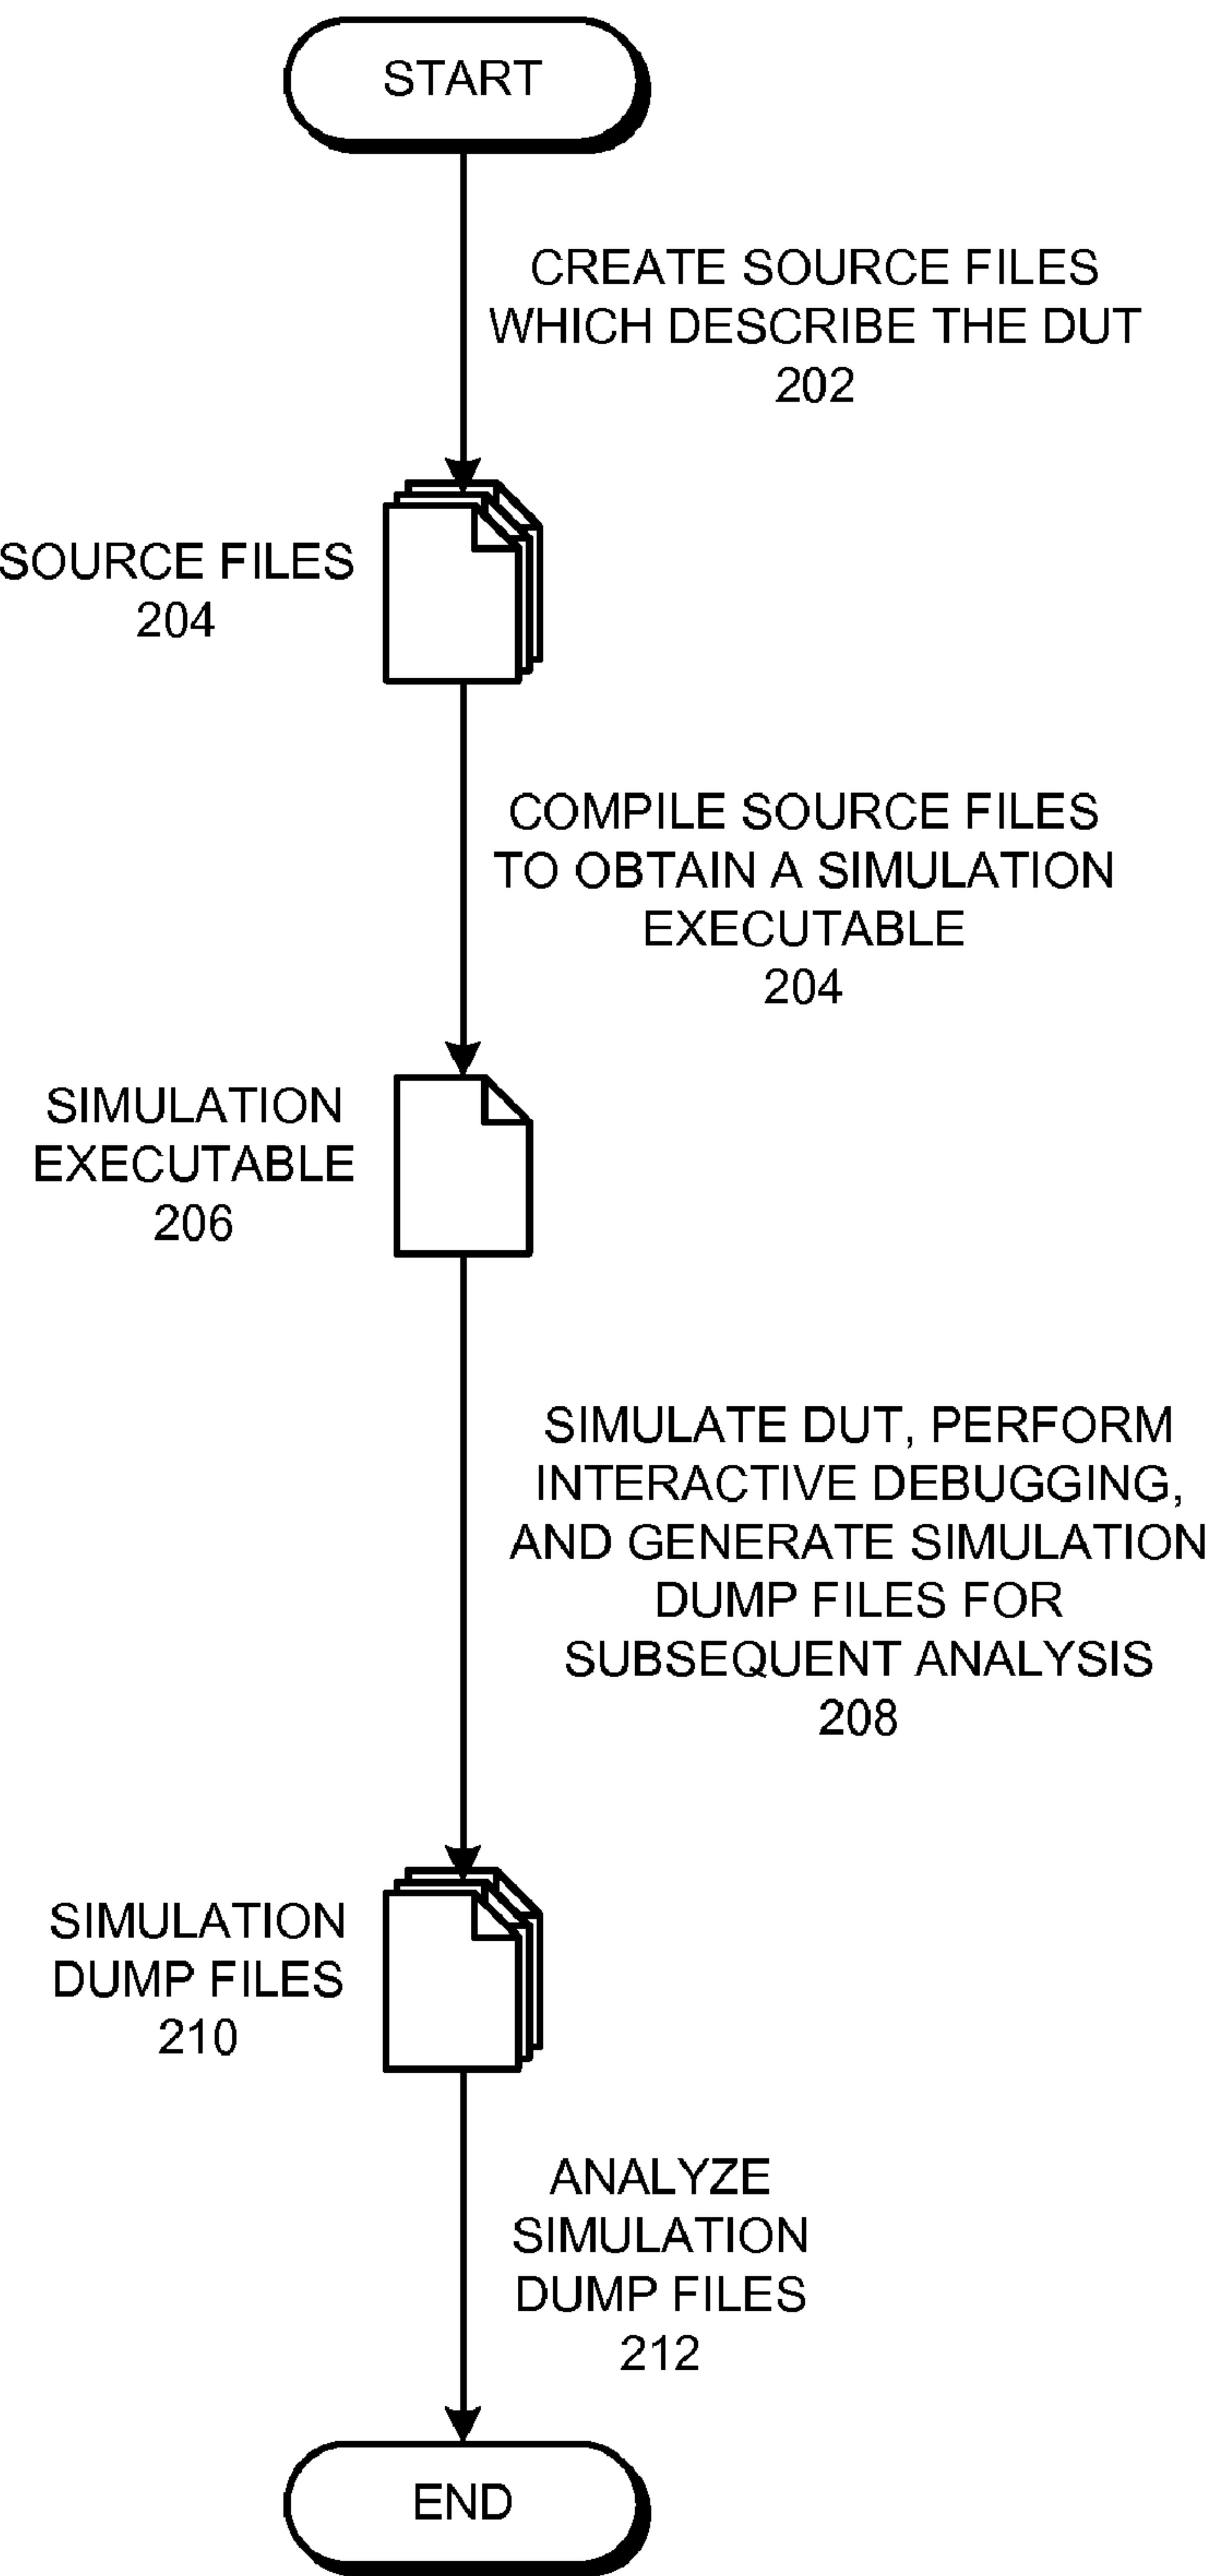 START
CREATE SOURCE FILES
WHICH DESCRIBE THE DUT
202
SOURCE FILES
204
COMPILE SOURCE FILES
TO OBTAIN A SIMULATION
EXECUTABLE
204
SIMULATION
EXECUTABLE
206
SIMULATE DUT, PERFORM
INTERACTIVE DEBUGGING,
AND GENERATE SIMULATION
DUMP FILES FOR
SUBSEQUENT ANALYSIS
208
SIMULATION
DUMP FILES
210
ANALYZE
SIMULATION
DUMP FILES
212
END